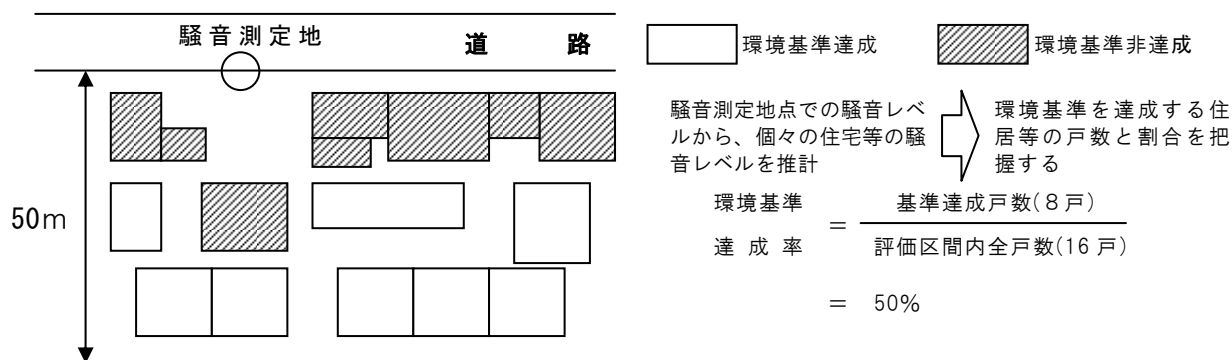 騒音測定地
道　路
50ｍ
環境基準達成
環境基準非達成
騒音測定地点での騒音レベ
ルから、個々の住宅等の騒
音レベルを推計
環境基準を達成する住
居等の戸数と割合を把
握する
環境基準
達 成 率
＝
基準達成戸数(８戸)
評価区間内全戸数(16 戸)
＝ 50%